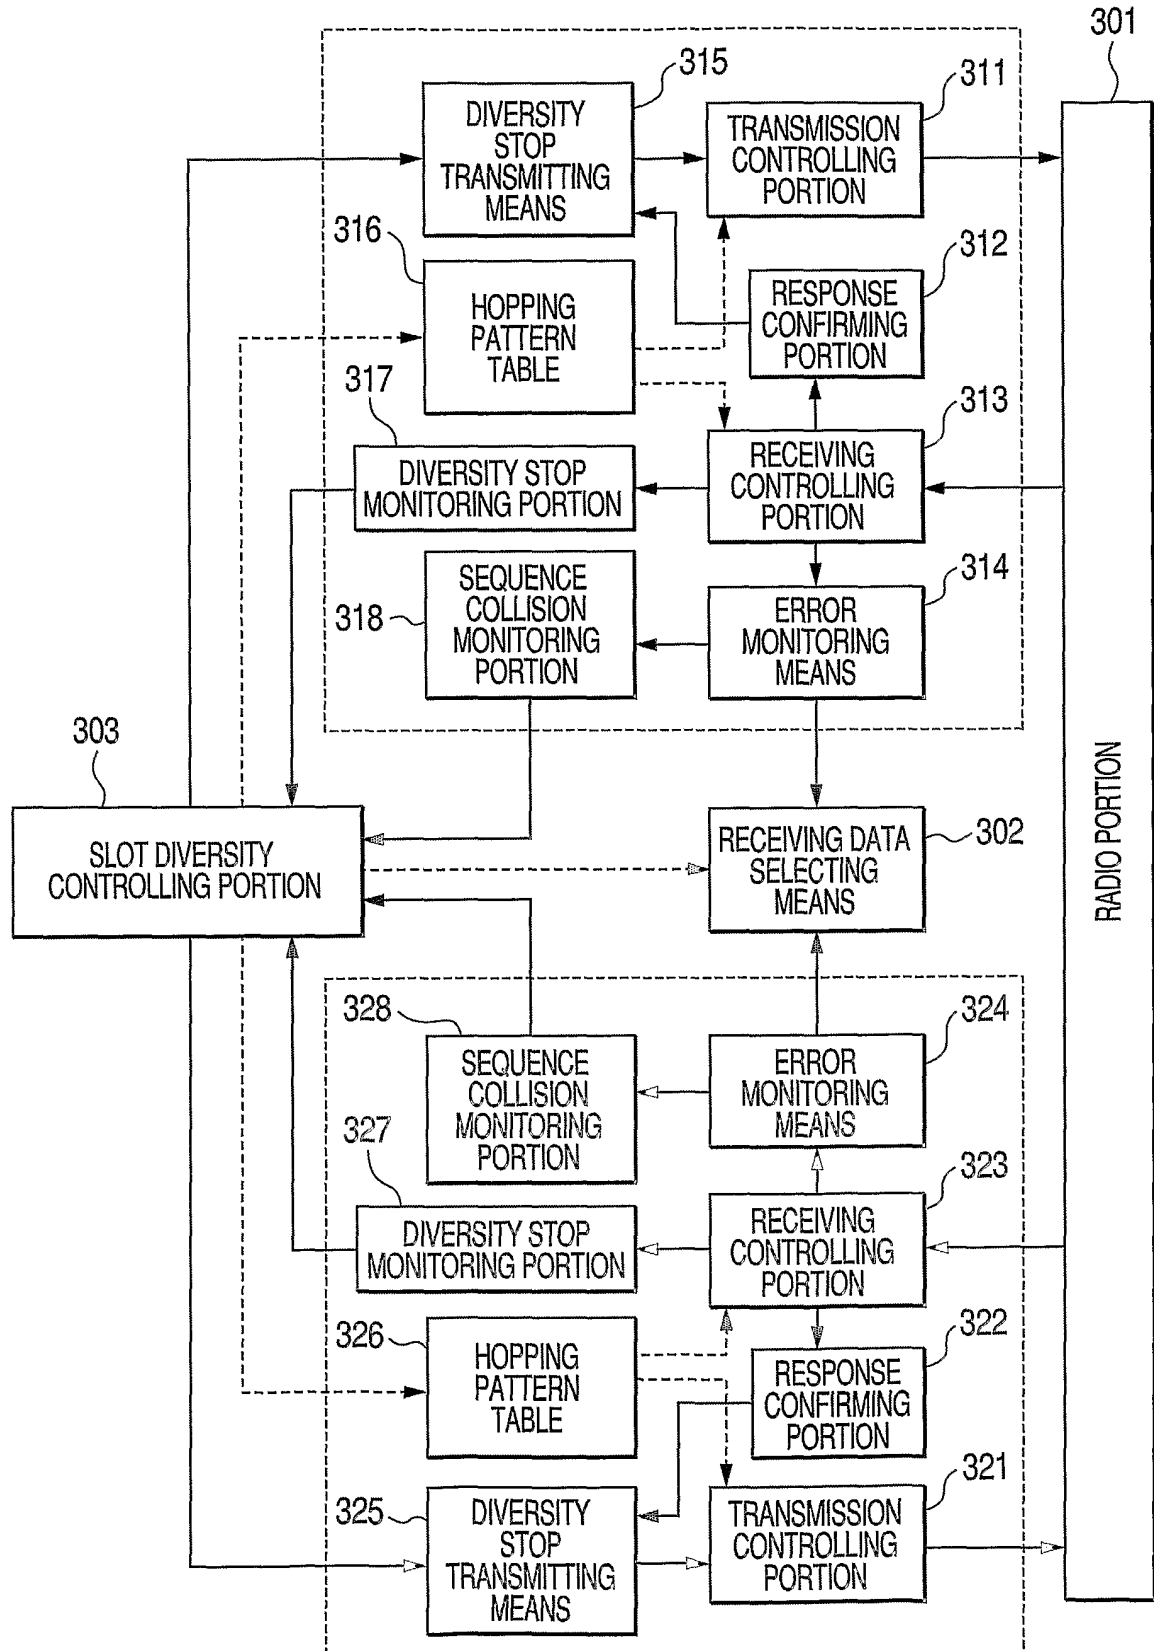 301
315
311
DIVERSITY
STOP
TRANSMITTING
MEANS
TRANSMISSION
CONTROLLING
PORTION
316
312
HOPPING
PATTERN
TABLE
RESPONSE
CONFIRMING
PORTION
317
313
DIVERSITY STOP
MONITORING PORTION
RECEIVING
CONTROLLING
PORTION
314
318
SEQUENCE
COLLISION
MONITORING
PORTION
ERROR
MONITORING
MEANS
303
SLOT DIVERSITY
CONTROLLING PORTION
RECEIVING DATA
SELECTING
MEANS
302
RADIO PORTION
328
324
SEQUENCE
COLLISION
MONITORING
PORTION
ERROR
MONITORING
MEANS
327
323
DIVERSITY STOP
MONITORING PORTION
RECEIVING
CONTROLLING
PORTION
326
322
HOPPING
PATTERN
TABLE
RESPONSE
CONFIRMING
PORTION
325
321
DIVERSITY
STOP
TRANSMITTING
MEANS
TRANSMISSION
CONTROLLING
PORTION